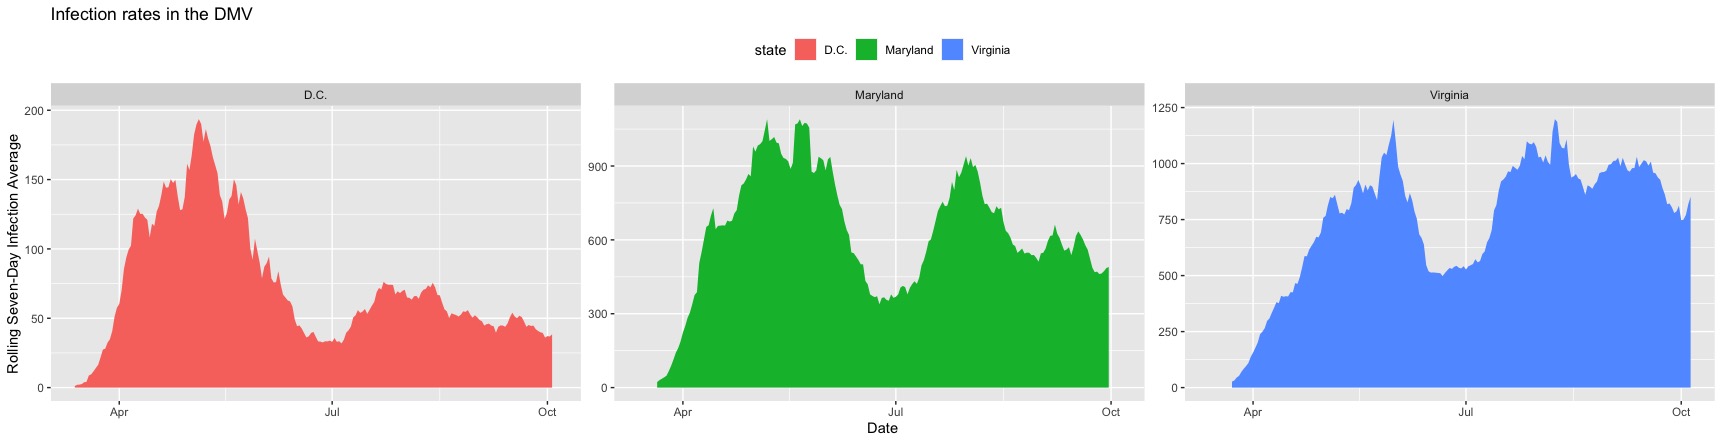 Infection rates in the DMV
state D.C. Maryland Virginia
D.C.
Maryland
Virginia
Rolling Seven-Day Infection Average
200
150
100
50
0
Apr Jul Oct
900
600
300
0
Apr Jul Oct
1250
1000
750
500
250
0
Apr Jul Oct
Date